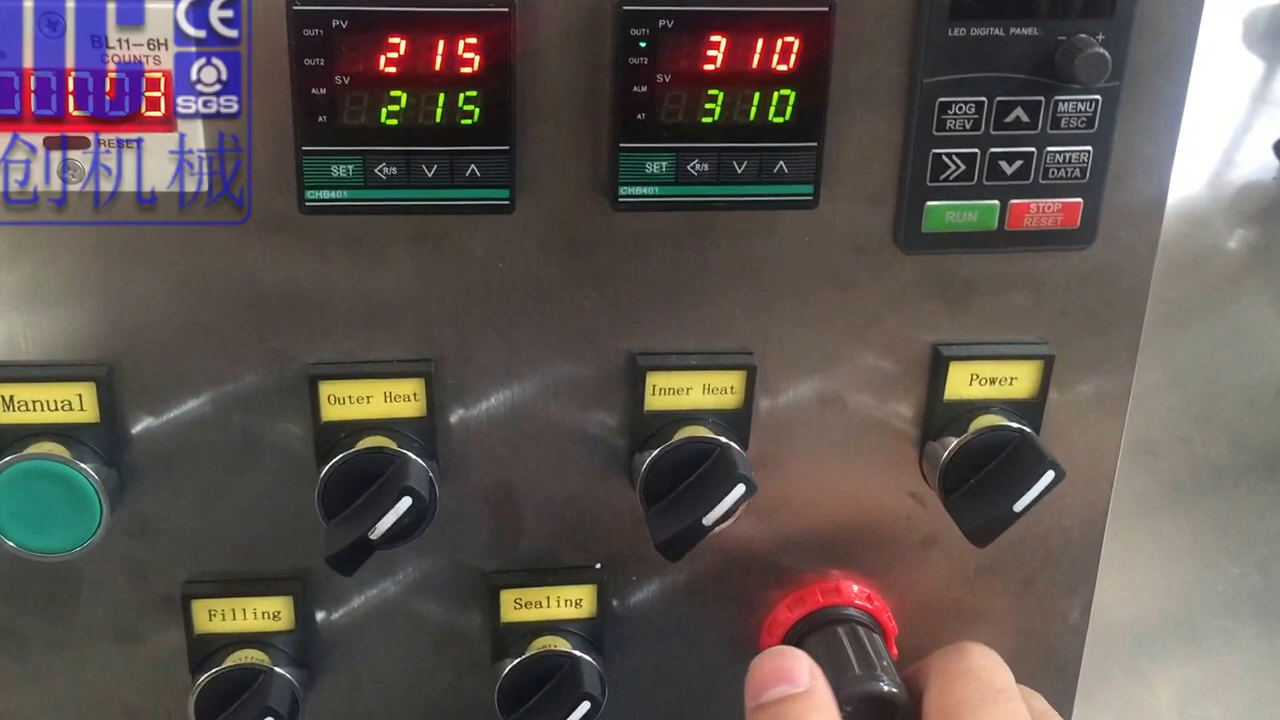 CE
BL11-6H
COUNTS
3
SGS
RESET
创机械
PV
OUT1
215
OUT2
SV
ALM
215
AT
SET
<R/S
CHB401
PV
OUT1
310
OUT2
SV
ALM
310
AT
SET
<R/S
CHB401
LED DIGITAL PANEL
- +
JOG
REV
MENU
ESC
ENTER
DATA
RUN
STOP
RESET
Manual
Outer Heat
Inner Heat
Power
Filling
Sealing